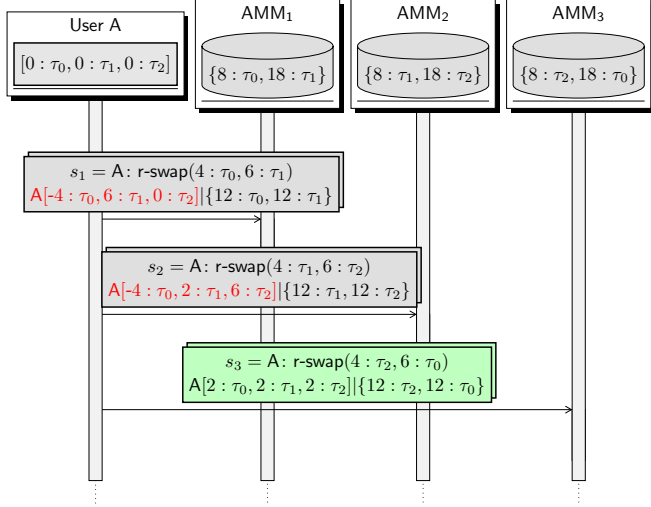 User A
AMM₁
AMM₂
AMM₃
[0 : τ₀, 0 : τ₁, 0 : τ₂]
{8 : τ₀, 18 : τ₁}
{8 : τ₁, 18 : τ₂}
{8 : τ₂, 18 : τ₀}
s₁ = A: r-swap(4 : τ₀, 6 : τ₁)
A[-4 : τ₀, 6 : τ₁, 0 : τ₂]|{12 : τ₀, 12 : τ₁}
s₂ = A: r-swap(4 : τ₁, 6 : τ₂)
A[-4 : τ₀, 2 : τ₁, 6 : τ₂]|{12 : τ₁, 12 : τ₂}
s₃ = A: r-swap(4 : τ₂, 6 : τ₀)
A[2 : τ₀, 2 : τ₁, 2 : τ₂]|{12 : τ₂, 12 : τ₀}